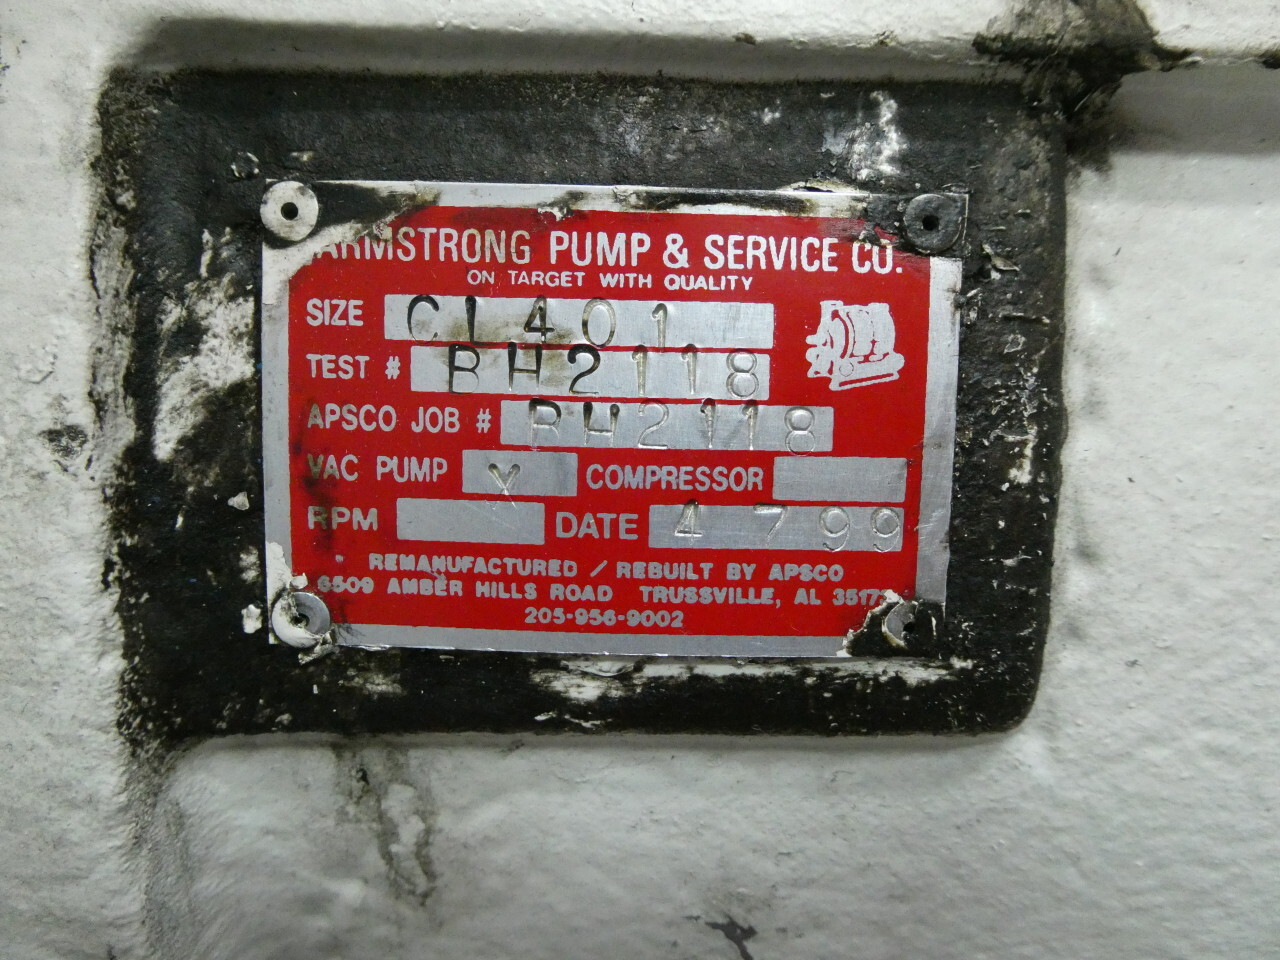 ARMSTRONG PUMP & SERVICE CO.
ON TARGET WITH QUALITY
SIZE CL401
TEST # BH2118
APSCO JOB # BH2118
VAC PUMP X COMPRESSOR
RPM DATE 4 7 99
REMANUFACTURED / REBUILT BY APSCO
6509 AMBER HILLS ROAD TRUSSVILLE, AL 35173
205-956-9002